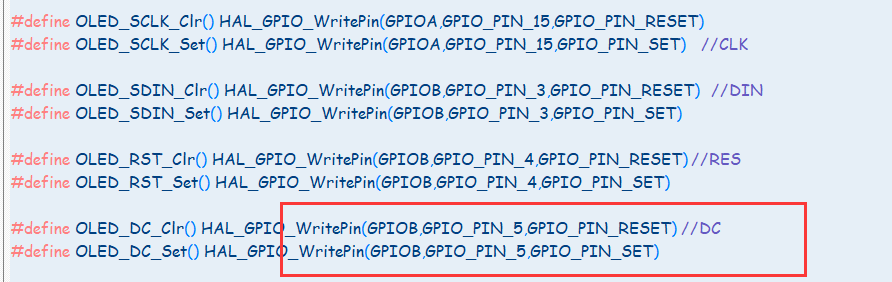 #define OLED_SCLK_Clr() HAL_GPIO_WritePin(GPIOA,GPIO_PIN_15,GPIO_PIN_RESET)
#define OLED_SCLK_Set() HAL_GPIO_WritePin(GPIOA,GPIO_PIN_15,GPIO_PIN_SET) //CLK
#define OLED_SDIN_Clr() HAL_GPIO_WritePin(GPIOB,GPIO_PIN_3,GPIO_PIN_RESET) //DIN
#define OLED_SDIN_Set() HAL_GPIO_WritePin(GPIOB,GPIO_PIN_3,GPIO_PIN_SET)
#define OLED_RST_Clr() HAL_GPIO_WritePin(GPIOB,GPIO_PIN_4,GPIO_PIN_RESET)//RES
#define OLED_RST_Set() HAL_GPIO_WritePin(GPIOB,GPIO_PIN_4,GPIO_PIN_SET)
#define OLED_DC_Clr() HAL_GPIO_WritePin(GPIOB,GPIO_PIN_5,GPIO_PIN_RESET) //DC
#define OLED_DC_Set() HAL_GPIO_WritePin(GPIOB,GPIO_PIN_5,GPIO_PIN_SET)